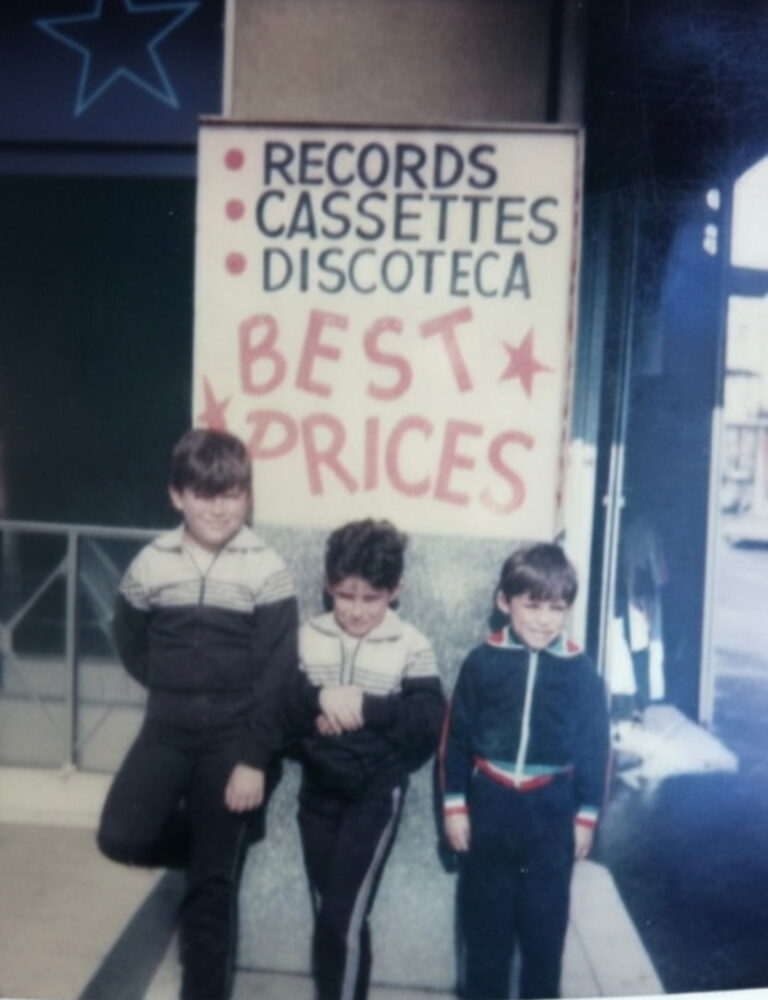 • RECORDS
• CASSETTES
• DISCOTECA
BEST
PRICES